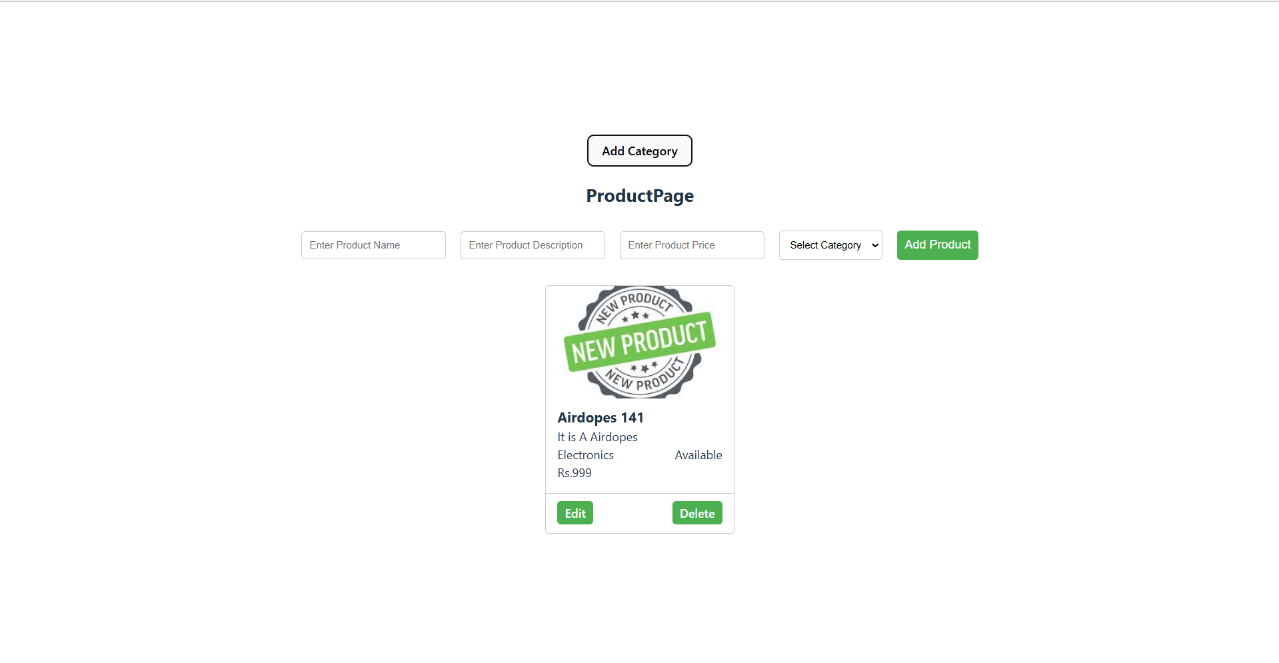 Add Category
ProductPage
Enter Product Name Enter Product Description Enter Product Price Select Category Add Product
NEW PRODUCT
NEW PRODUCT
NEW PRODUCT
Airdopes 141
It is A Airdopes
Electronics Available
Rs.999
Edit Delete